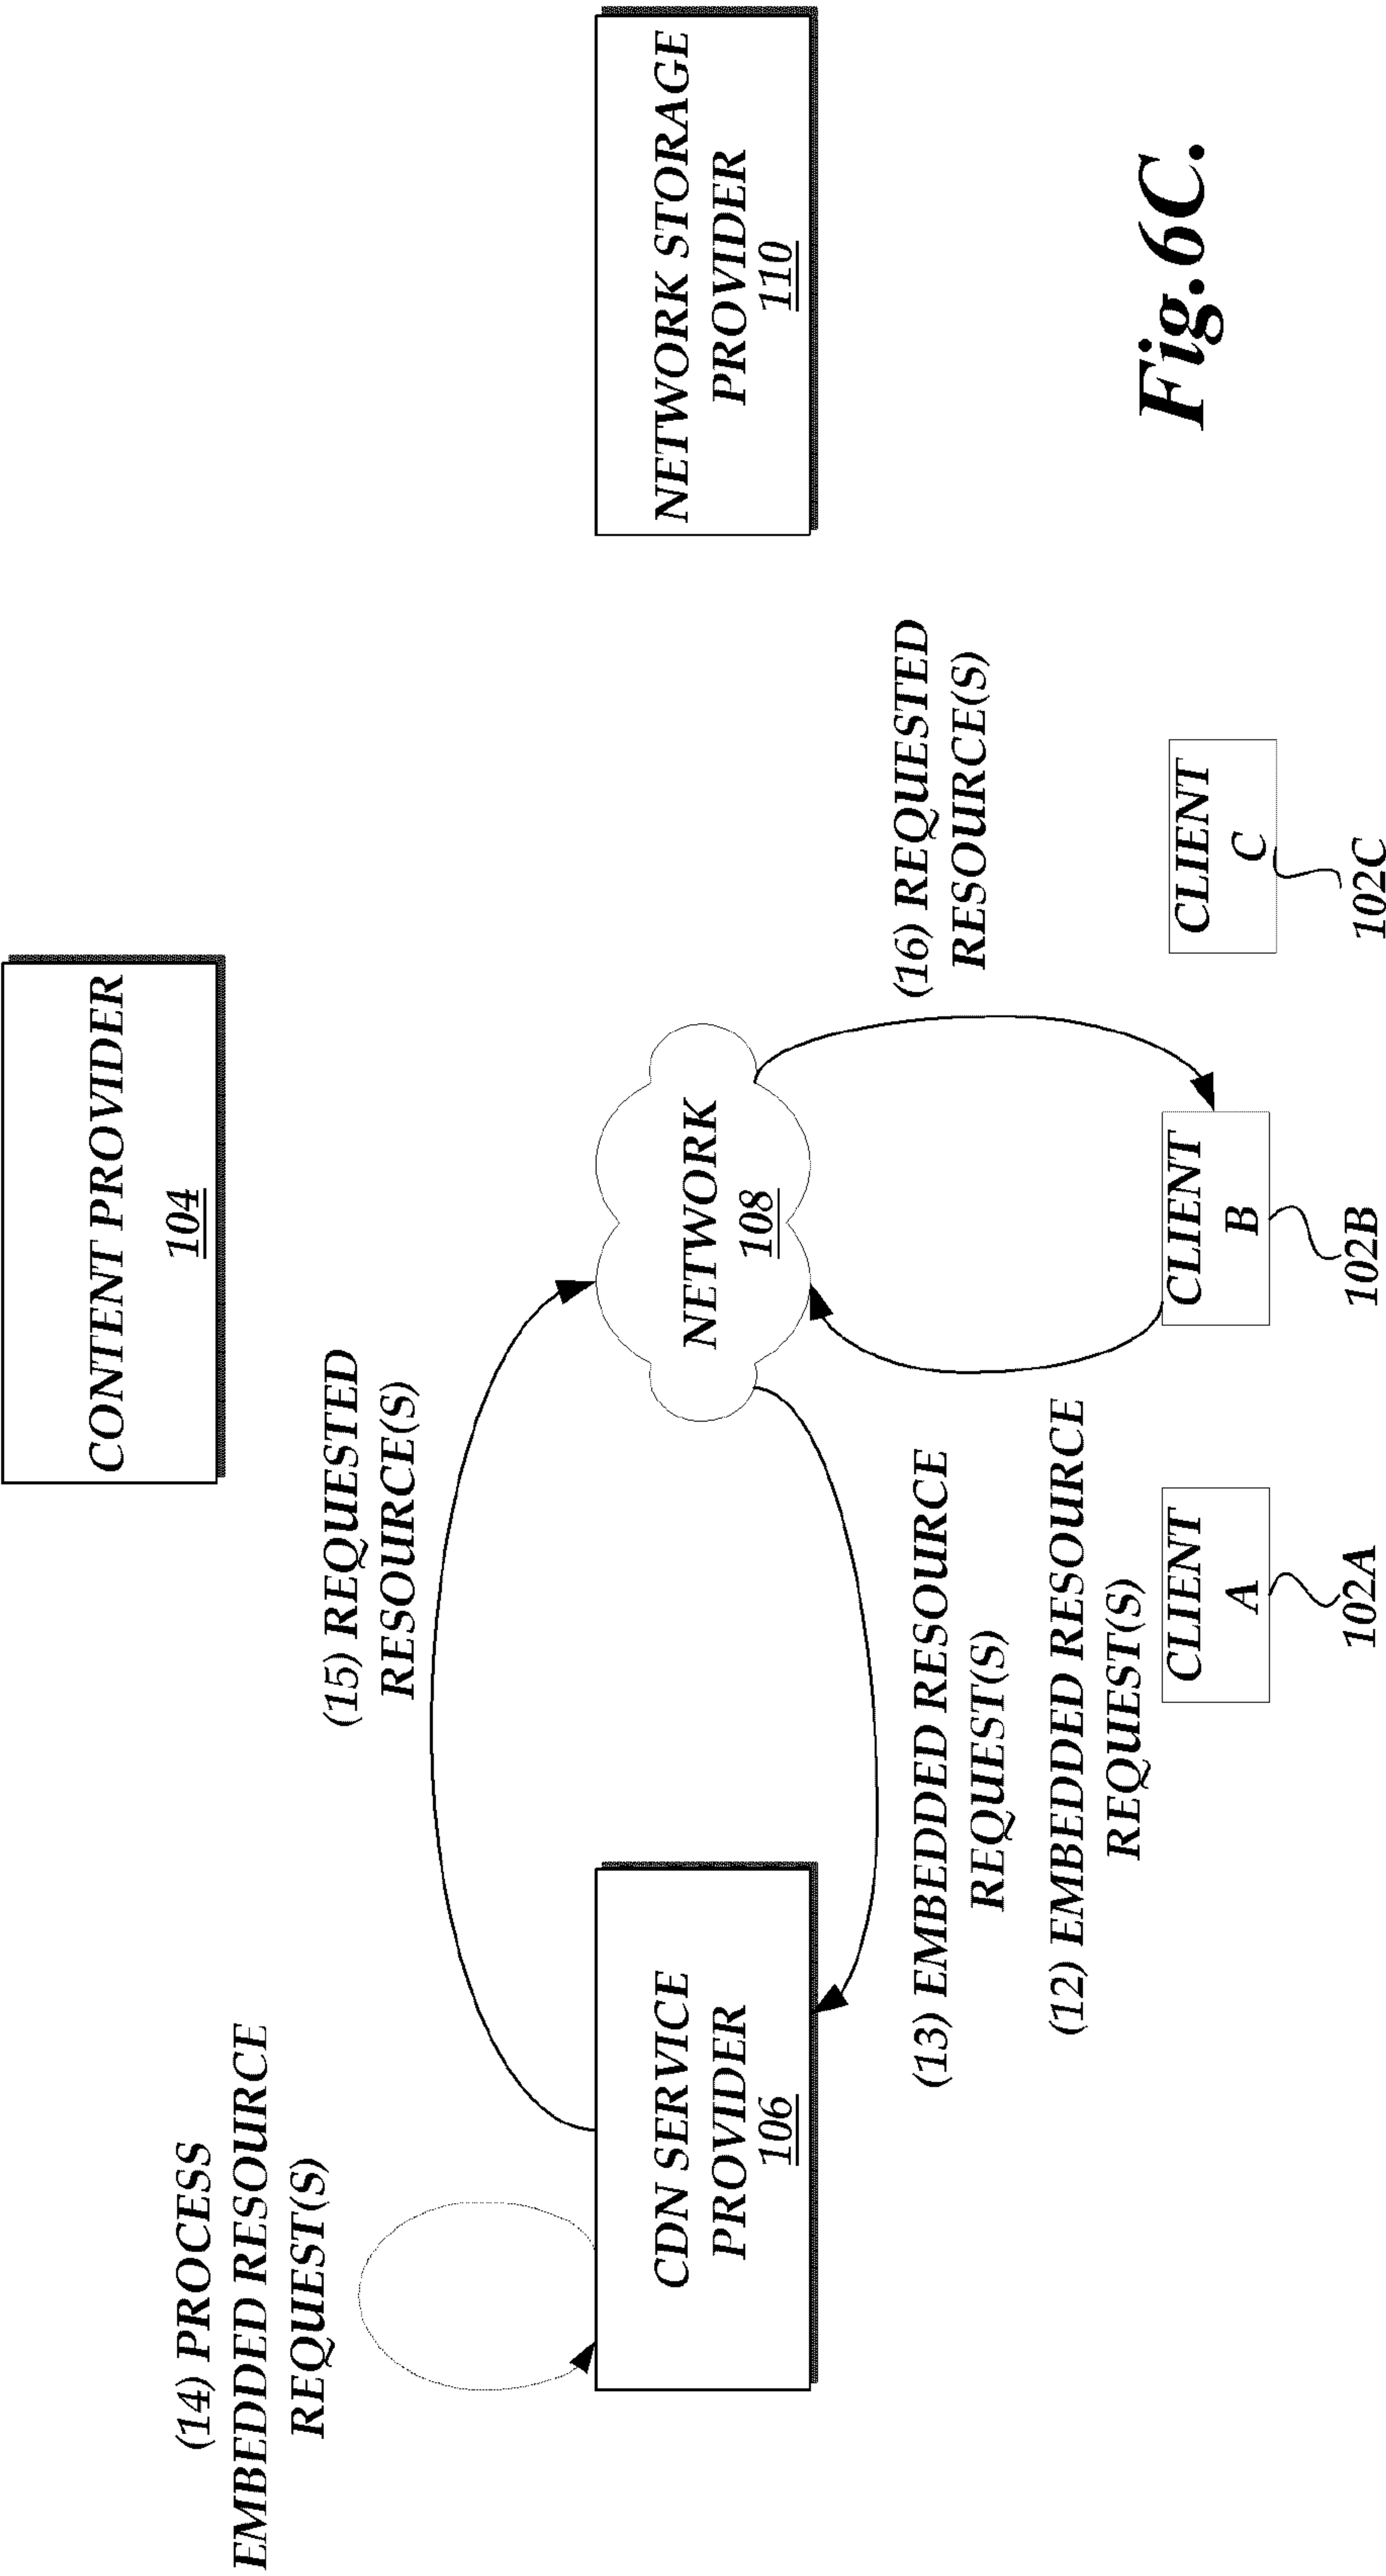 CONTENT PROVIDER
104
(14) PROCESS
EMBEDDED RESOURCE
REQUEST(S)
(15) REQUESTED
RESOURCE(S)
CDN SERVICE
PROVIDER
106
NETWORK
108
NETWORK STORAGE
PROVIDER
110
(13) EMBEDDED RESOURCE
REQUEST(S)
(16) REQUESTED
RESOURCE(S)
(12) EMBEDDED RESOURCE
REQUEST(S)
CLIENT
A
102A
CLIENT
B
102B
CLIENT
C
102C
Fig.6C.